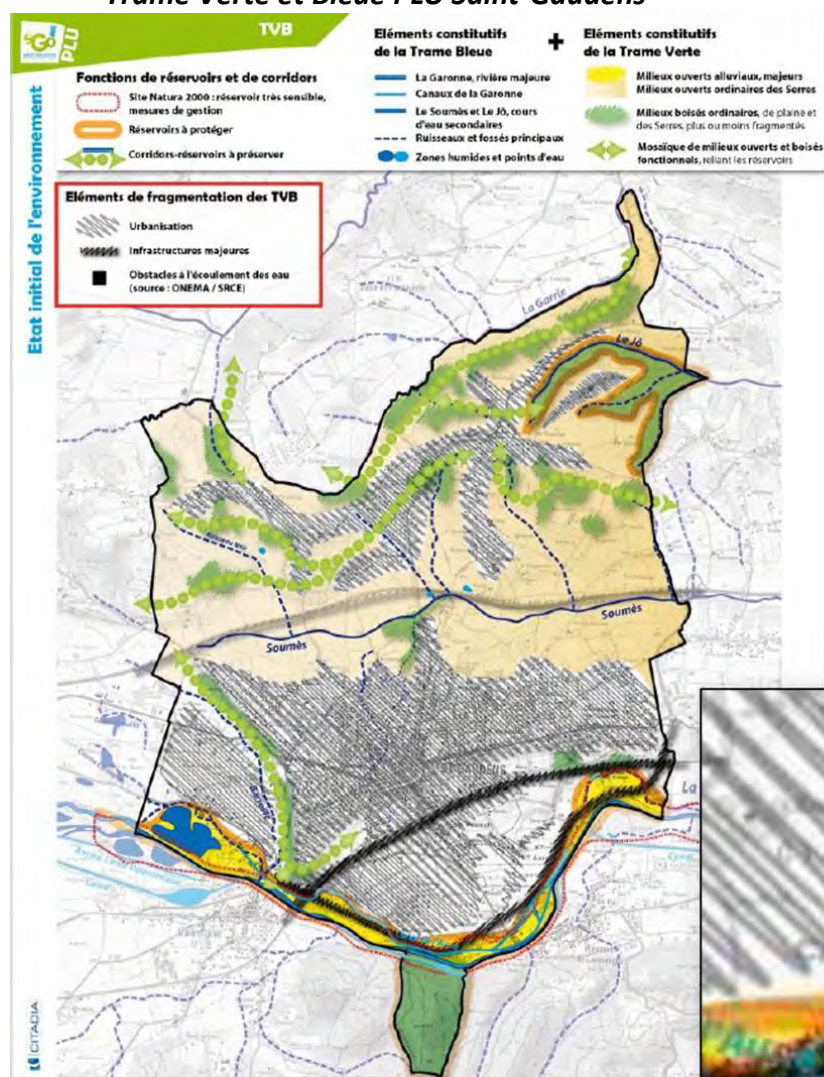 Trame Verte et Bleue PLU Saint-Gaudens
StGo!
PLU
TVB
Etat initial de l'environnement
Fonctions de réservoirs et de corridors
Site Natura 2000 : réservoir très sensible,
mesures de gestion
Réservoirs à protéger
Corridors-réservoirs à préserver
Eléments constitutifs
de la Trame Bleue
La Garonne, rivière majeure
Canaux de la Garonne
Le Soumès et Le Jô, cours
d'eau secondaires
Ruisseaux et fossés principaux
Zones humides et points d'eau
+
Eléments constitutifs
de la Trame Verte
Milieux ouverts alluviaux, majeurs
Milieux ouverts ordinaires des Serres
Milieux boisés ordinaires, de plaine et
des Serres, plus ou moins fragmentés
Mosaïque de milieux ouverts et boisés
fonctionnels, reliant les réservoirs
Eléments de fragmentation des TVB
Urbanisation
Infrastructures majeures
Obstacles à l'écoulement des eau
(source : ONEMA / SRCE)
La Garrie
Le Jô
Soumès
Soumès
La
CITADIA